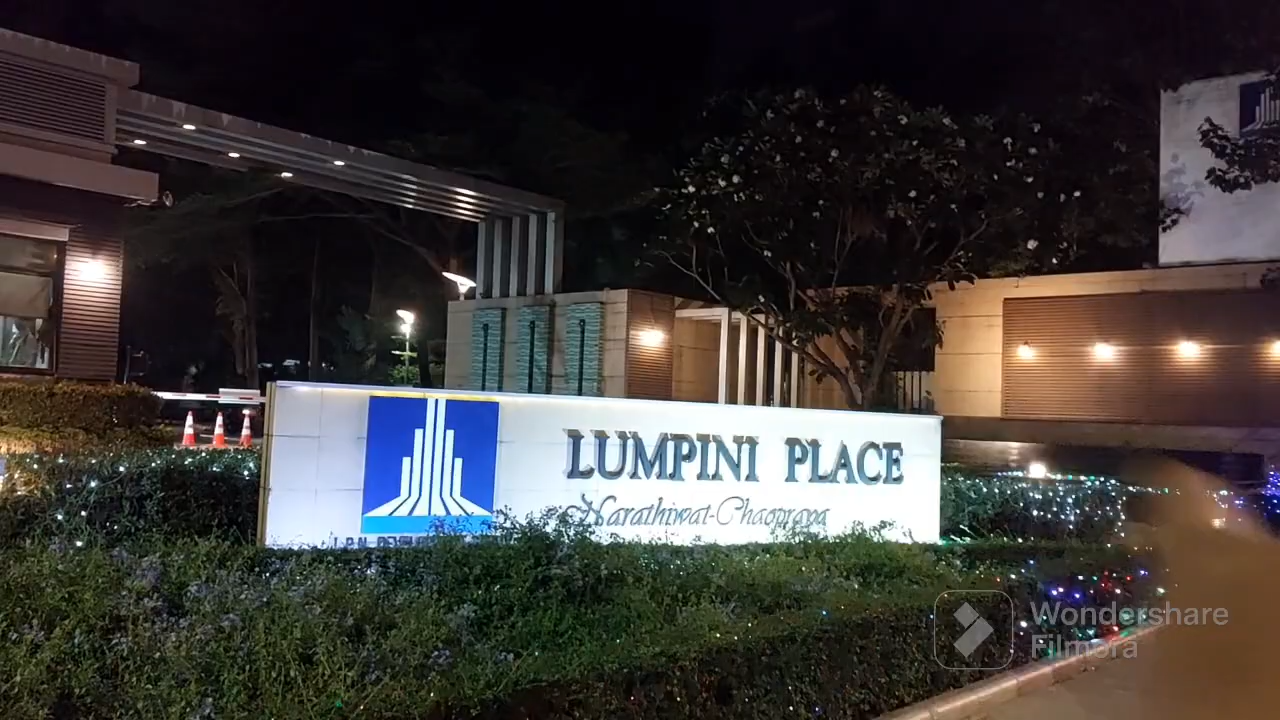 LUMPINI PLACE
Narathiwat-Chaopraya
L.P.N.
Wondershare
Filmora